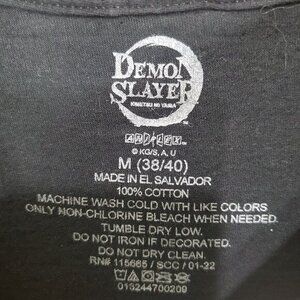 DEMON
SLAYER
KIMETSU NO YAIBA
©KG/S, A, U
M (38/40)
MADE IN EL SALVADOR
100% COTTON
MACHINE WASH COLD WITH LIKE COLORS
ONLY NON-CHLORINE BLEACH WHEN NEEDED.
TUMBLE DRY LOW.
DO NOT IRON IF DECORATED.
DO NOT DRY CLEAN.
RN# 115665 / SCC / 01-22
013244700209